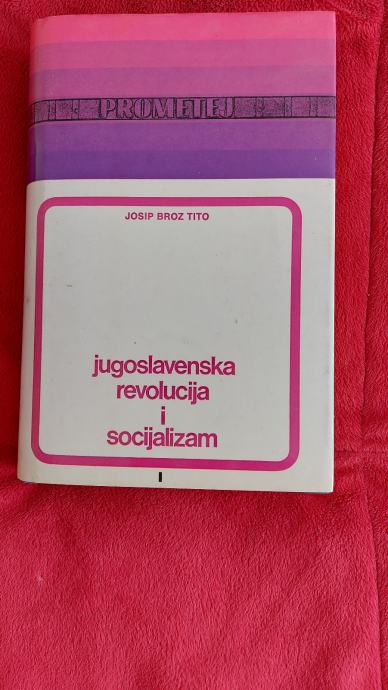 PROMETEJ
JOSIP BROZ TITO
jugoslavenska
revolucija
i
socijalizam
I